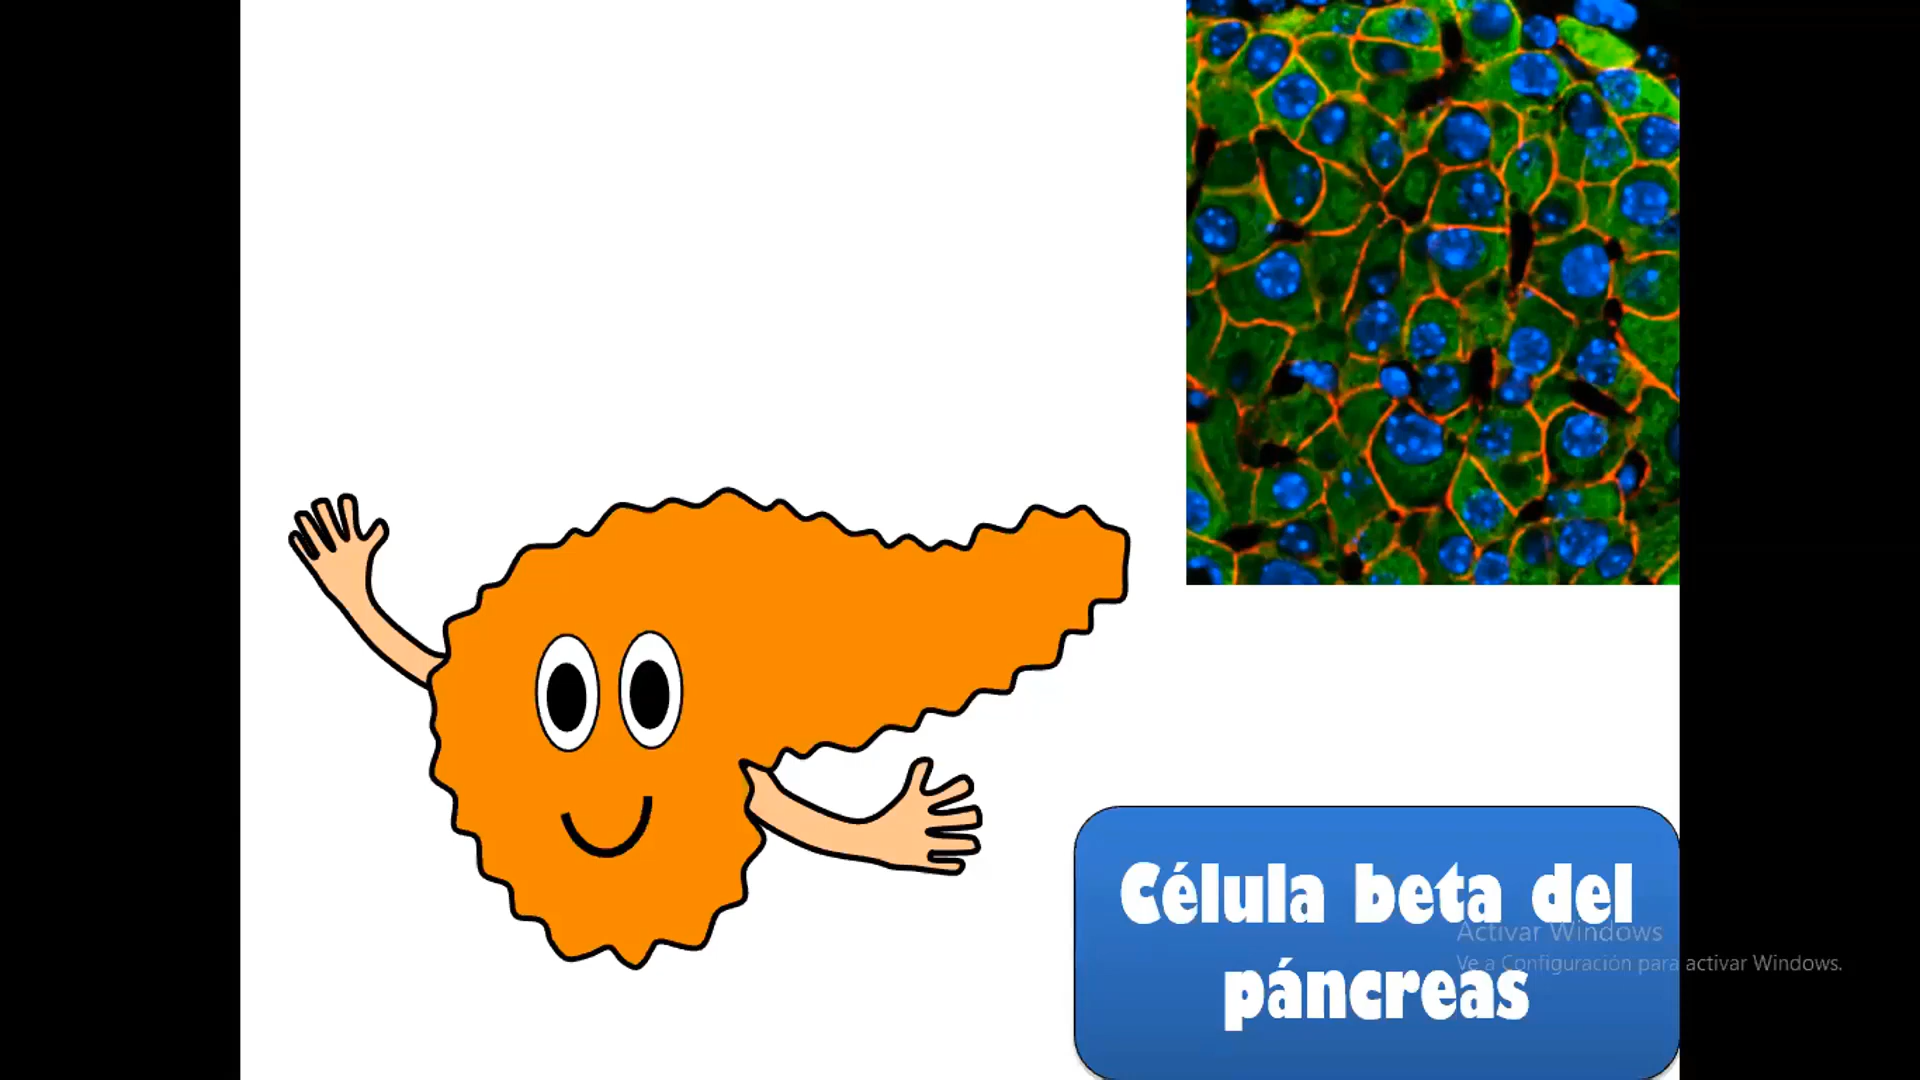 Célula beta del
páncreas
Activar Windows
Ve a Configuración para activar Windows.